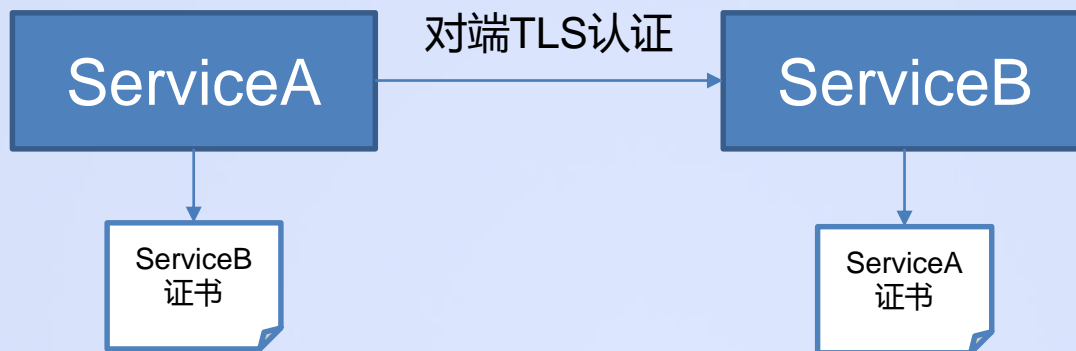 对端TLS认证
ServiceA
ServiceB
ServiceB
证书
ServiceA
证书